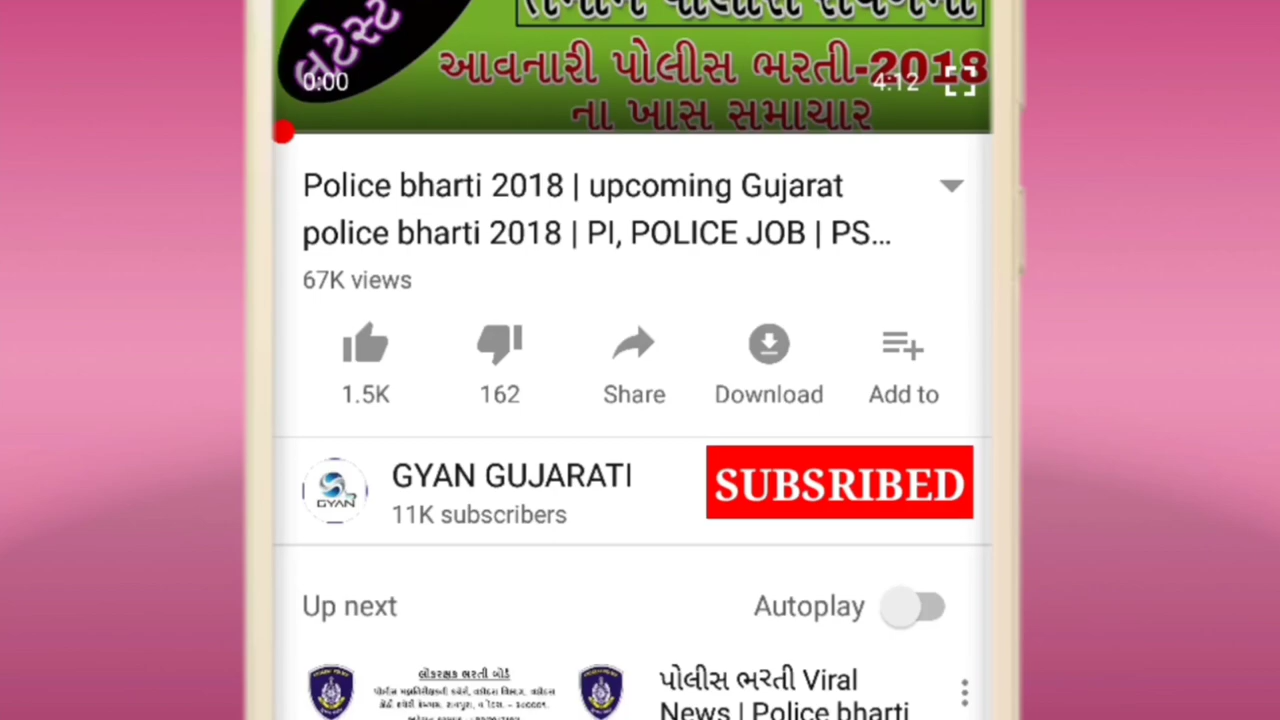 લેટેસ્ટ
આવનારી પોલીસ ભરતી-2018
ના ખાસ સમાચાર
0:00
4:12
Police bharti 2018 | upcoming Gujarat
police bharti 2018 | PI, POLICE JOB | PS...
67K views
1.5K
162
Share
Download
Add to
GYAN
GYAN GUJARATI
11K subscribers
SUBSRIBED
Up next
Autoplay
લોકરક્ષક ભરતી બોર્ડ
પોલીસ ભરતી Viral
News | Police bharti